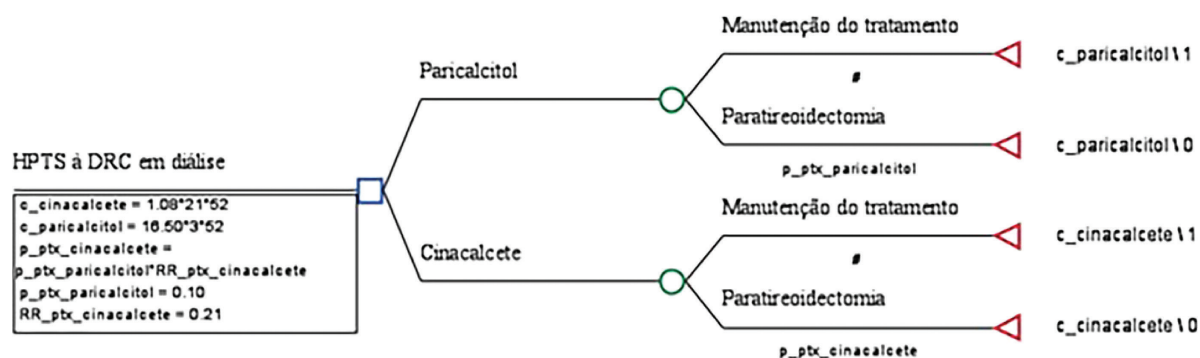 HPTS à DRC em diálise
c_cinacalcete = 1.08*21*52
c_paricalcitol = 16.50*3*52
p_ptx_cinacalcete =
p_ptx_paricalcitol*RR_ptx_cinacalcete
p_ptx_paricalcitol = 0.10
RR_ptx_cinacalcete = 0.21
Paricalcitol
Manutenção do tratamento
#
c_paricalcitol \ 1
Paratireoidectomia
p_ptx_paricalcitol
c_paricalcitol \ 0
Cinacalcete
Manutenção do tratamento
#
c_cinacalcete \ 1
Paratireoidectomia
p_ptx_cinacalcete
c_cinacalcete \ 0